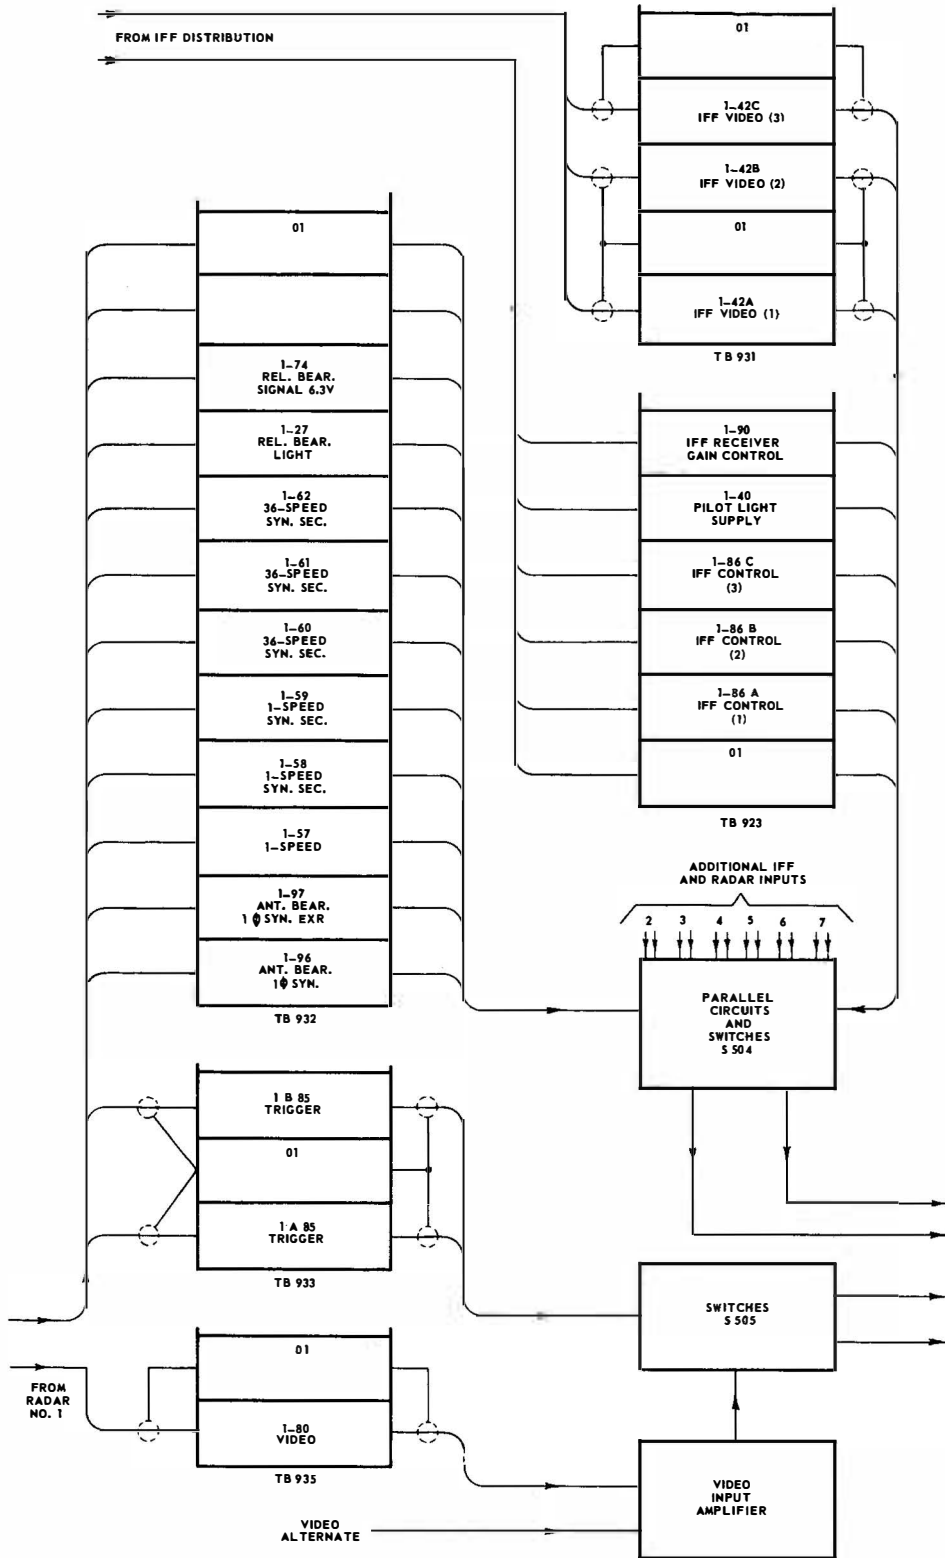 FROM IFF DISTRIBUTION
01
1-42C
IFF VIDEO (3)
1-42B
IFF VIDEO (2)
01
1-42A
IFF VIDEO (1)
TB 931
01
1-74
REL. BEAR.
SIGNAL 6.3V
1-27
REL. BEAR.
LIGHT
1-62
36-SPEED
SYN. SEC.
1-61
36-SPEED
SYN. SEC.
1-60
36-SPEED
SYN. SEC.
1-59
1-SPEED
SYN. SEC.
1-58
1-SPEED
SYN. SEC.
1-57
1-SPEED
1-97
ANT. BEAR.
1 ϕ SYN. EXR
1-96
ANT. BEAR.
1ϕ SYN.
TB 932
1-90
IFF RECEIVER
GAIN CONTROL
1-40
PILOT LIGHT
SUPPLY
1-86 C
IFF CONTROL
(3)
1-86 B
IFF CONTROL
(2)
1-86 A
IFF CONTROL
(1)
01
TB 923
ADDITIONAL IFF
AND RADAR INPUTS
2 3 4 5 6 7
PARALLEL
CIRCUITS
AND
SWITCHES
S 504
1 B 85
TRIGGER
01
1 A 85
TRIGGER
TB 933
SWITCHES
S 505
01
1-80
VIDEO
TB 935
FROM
RADAR
NO. 1
VIDEO
INPUT
AMPLIFIER
VIDEO
ALTERNATE